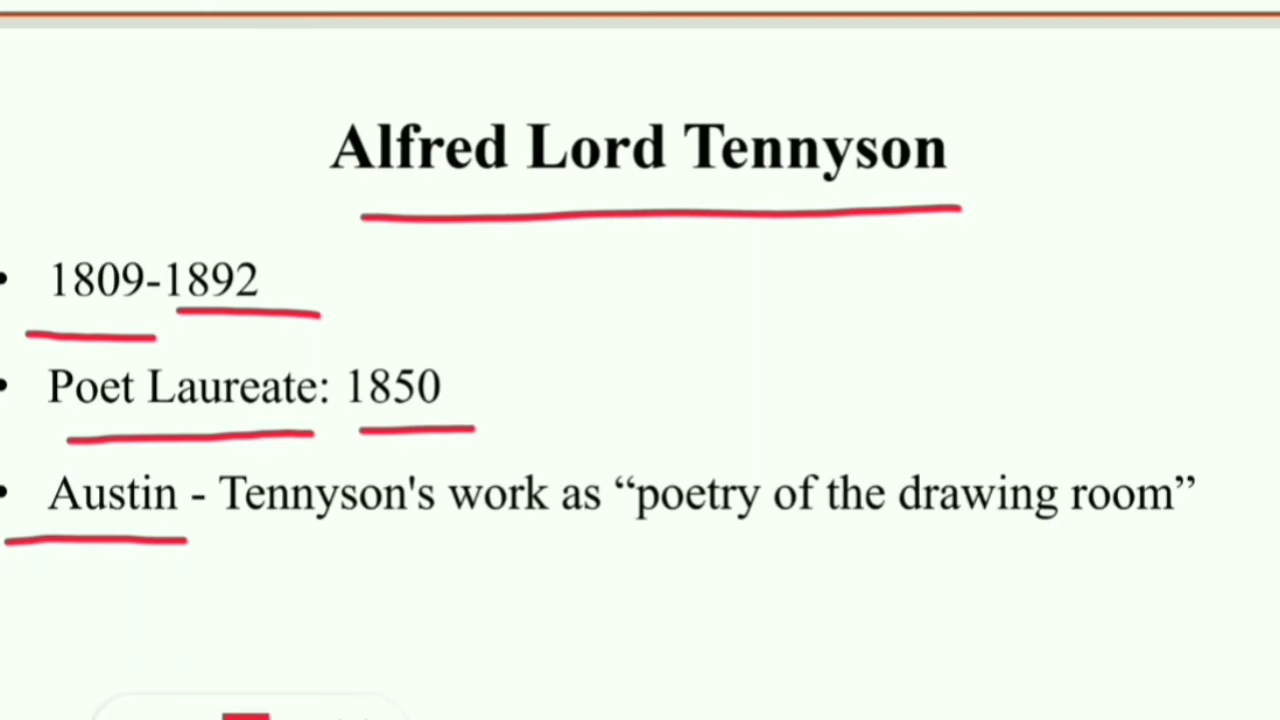 Alfred Lord Tennyson
• 1809-1892
• Poet Laureate: 1850
• Austin - Tennyson's work as “poetry of the drawing room”